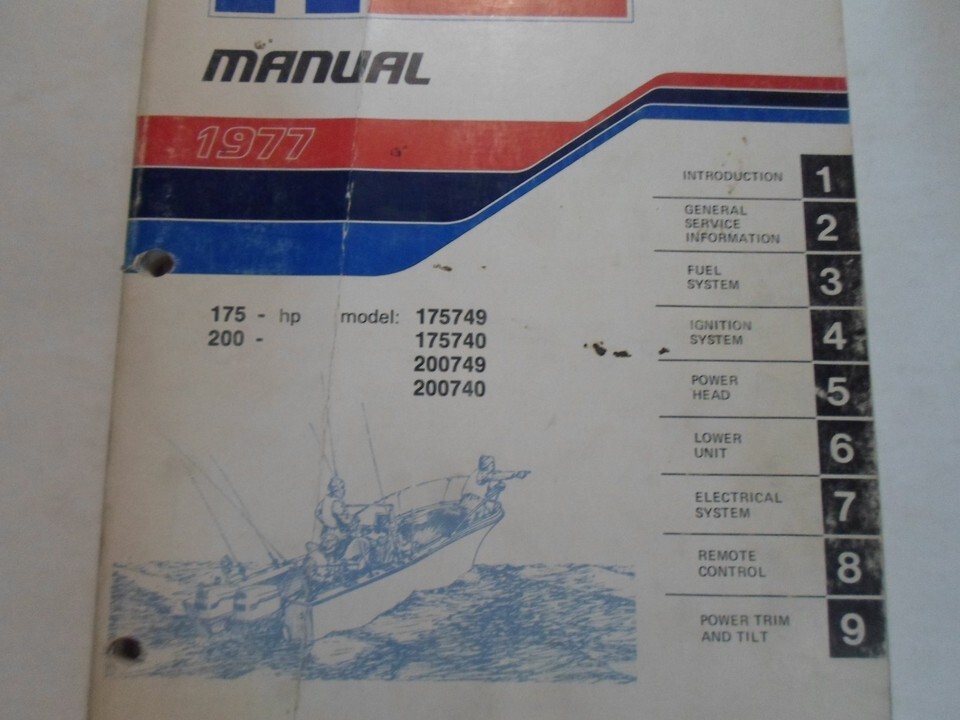 MANUAL
1977
175 - hp model: 175749
200 - 175740
200749
200740
INTRODUCTION 1
GENERAL
SERVICE
INFORMATION 2
FUEL
SYSTEM 3
IGNITION
SYSTEM 4
POWER
HEAD 5
LOWER
UNIT 6
ELECTRICAL
SYSTEM 7
REMOTE
CONTROL 8
POWER TRIM
AND TILT 9